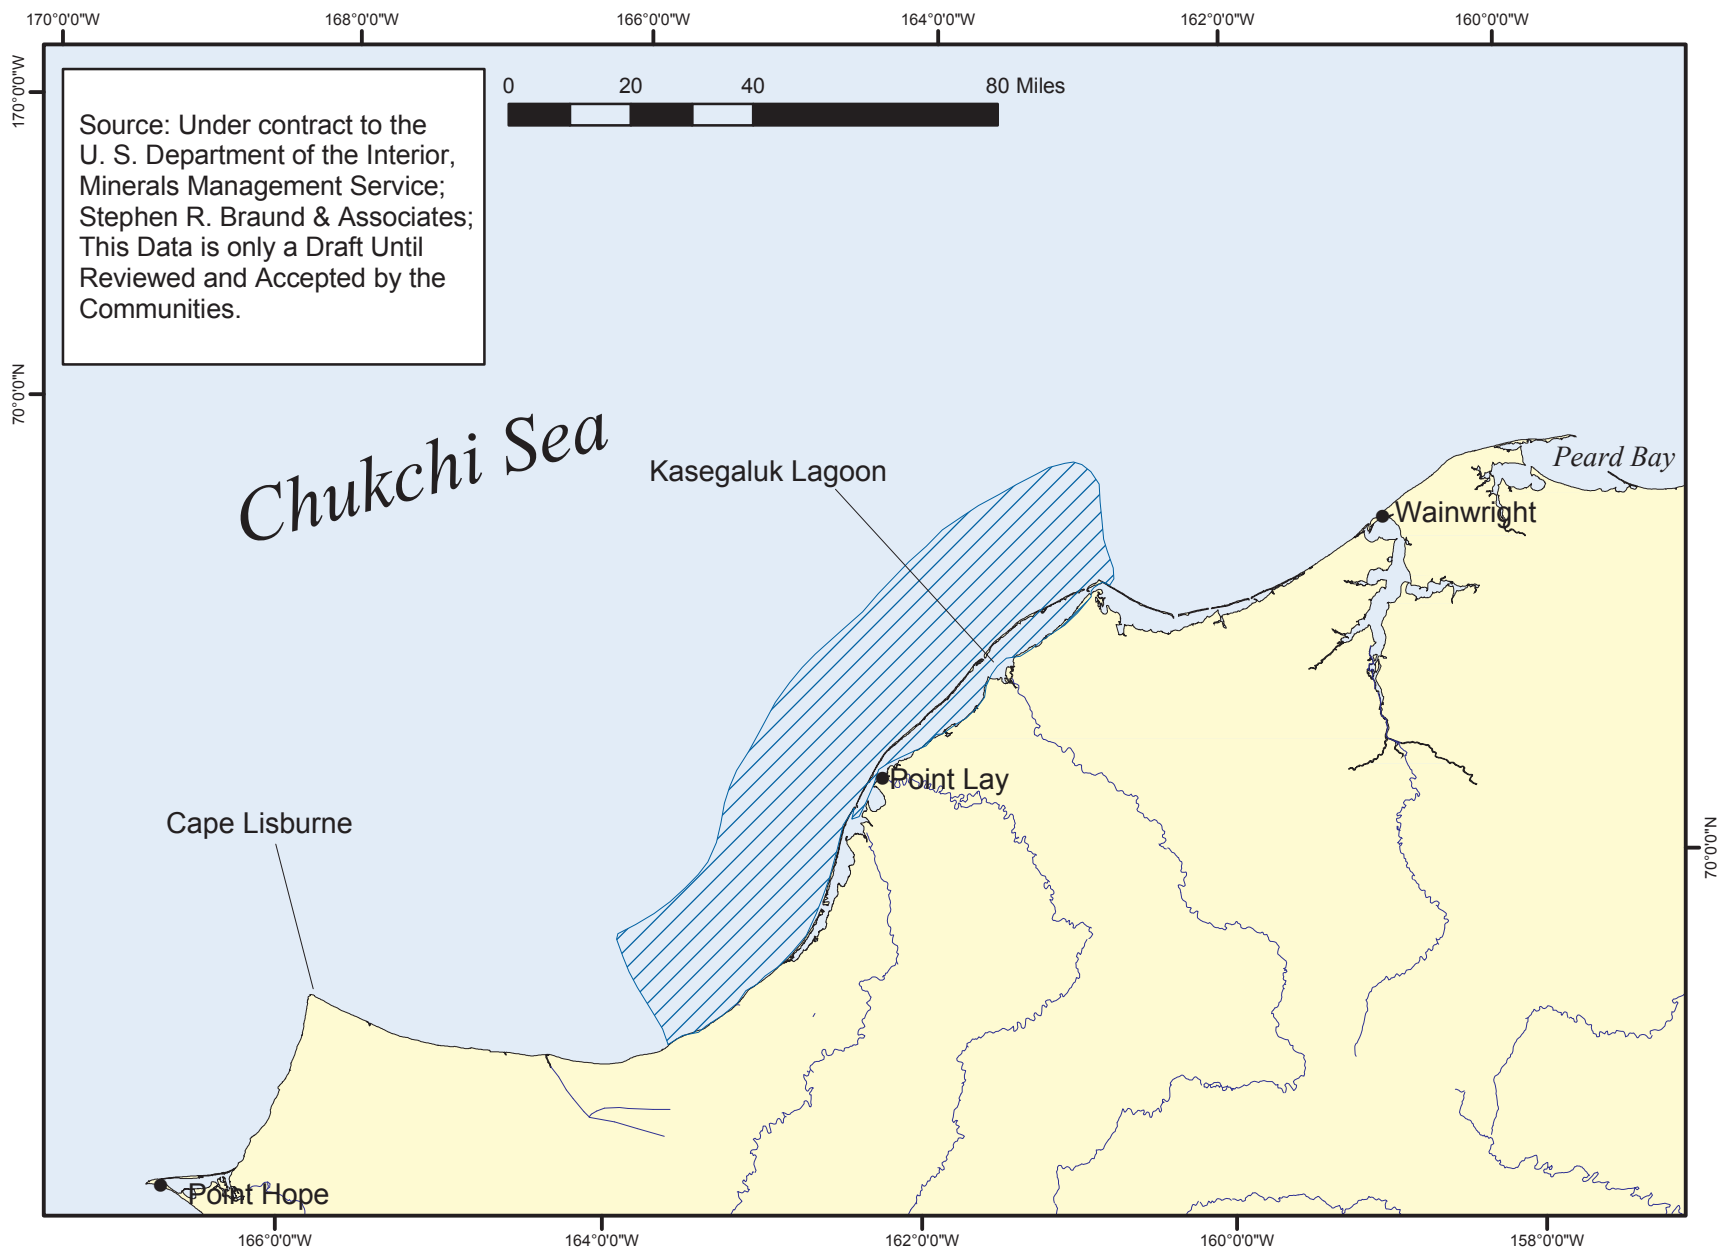 170°0'0"W 168°0'0"W 166°0'0"W 164°0'0"W 162°0'0"W 160°0'0"W
170°0'0"W
0 20 40 80 Miles
Source: Under contract to the
U. S. Department of the Interior,
Minerals Management Service;
Stephen R. Braund & Associates;
This Data is only a Draft Until
Reviewed and Accepted by the
Communities.
70°0'0"N
Chukchi Sea
Kasegaluk Lagoon
Peard Bay
Wainwright
Point Lay
Cape Lisburne
70°0'0"N
Point Hope
166°0'0"W 164°0'0"W 162°0'0"W 160°0'0"W 158°0'0"W